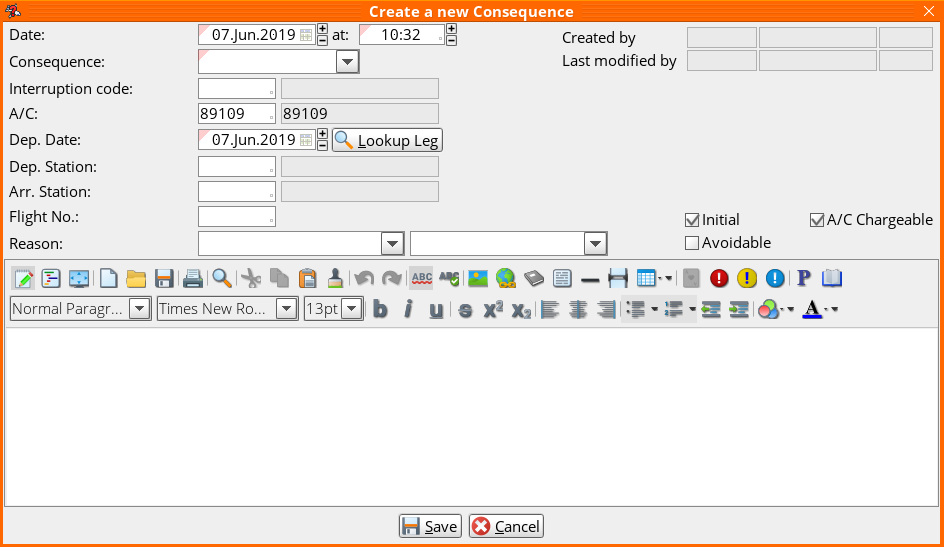 Create a new Consequence
Date: 07.Jun.2019 at: 10:32
Created by
Consequence:
Last modified by
Interruption code:
A/C: 89109 89109
Dep. Date: 07.Jun.2019 Lookup Leg
Dep. Station:
Arr. Station:
Flight No.:
Initial A/C Chargeable
Reason:
Avoidable
ABC ABC P
Normal Paragr... Times New Ro... 13pt b i u s x² x₂ A
Save Cancel